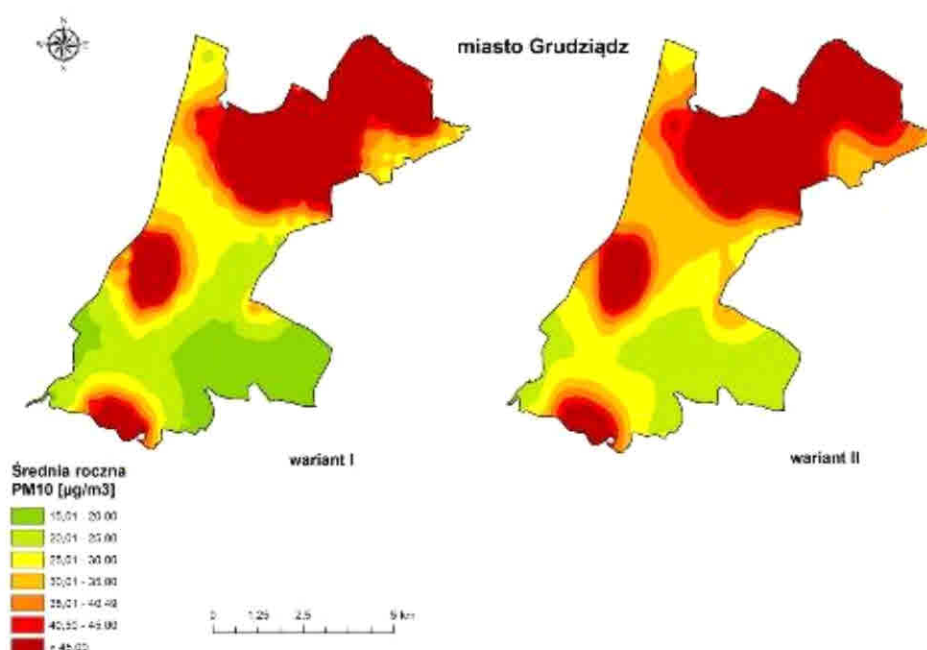 miasto Grudziądz
wariant I
wariant II
Średnia roczna
PM10 [µg/m3]
15,01 - 20,00
20,01 - 25,00
25,01 - 30,00
30,01 - 35,00
35,01 - 40,49
40,50 - 45,00
> 45,00
0 1,25 2,5 5 km